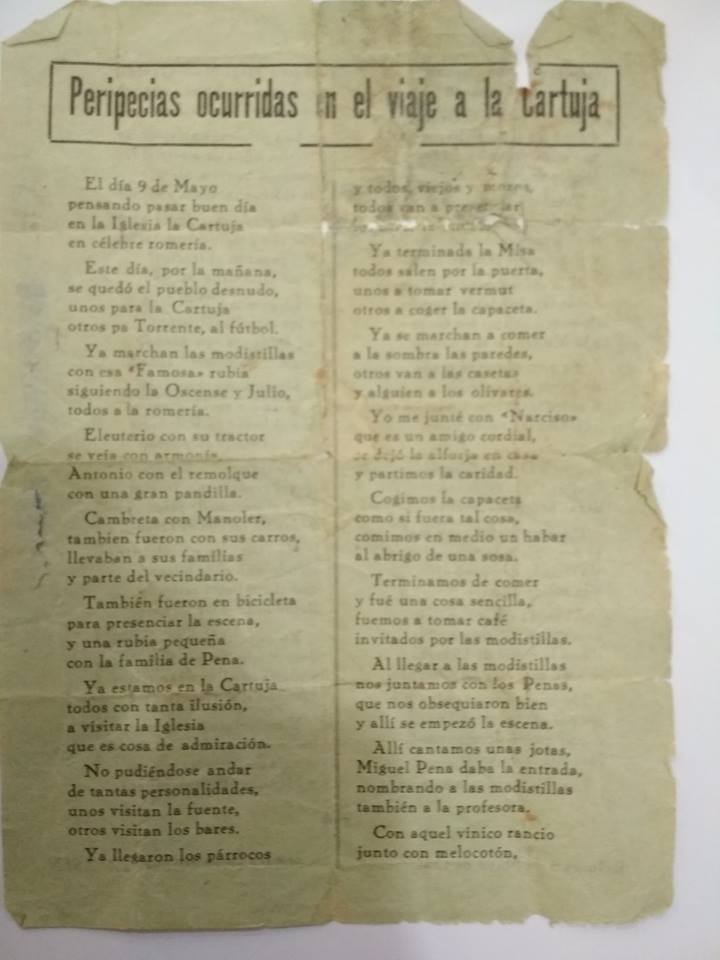 Peripecias ocurridas en el viaje a la Cartuja
El día 9 de Mayo
pensando pasar buen día
en la Iglesia la Cartuja
en célebre romería.
Este día, por la mañana,
se quedó el pueblo desnudo,
unos para la Cartuja
otros pa Torrente, al fútbol.
Ya marchan las modistillas
con esa «Famosa» rubia
siguiendo la Oscense y Julio,
todos a la romería.
Eleuterio con su tractor
se veía con armonía,
Antonio con el remolque
con una gran pandilla.
Cambreta con Manoler,
tambien fueron con sus carros,
llevaban a sus familias
y parte del vecindario.
También fueron en bicicleta
para presenciar la escena,
y una rubia pequeña
con la familia de Pena.
Ya estamos en la Cartuja
todos con tanta ilusión,
a visitar la Iglesia
que es cosa de admiración.
No pudiéndose andar
de tantas personalidades,
unos visitan la fuente,
otros visitan los bares.
Ya llegaron los párrocos
y todos, viejos y mozos,
todos van a presenciar
Ya terminada la Misa
todos salen por la puerta,
unos a tomar vermut
otros a coger la capaceta.
Ya se marchan a comer
a la sombra las paredes,
otros van a las casetas
y alguien a los olivares.
Yo me junté con «Narciso»
que es un amigo cordial,
se dejó la alforja en casa
y partimos la caridad.
Cogimos la capaceta
como si fuera tal cosa,
comimos en medio un habar
al abrigo de una sosa.
Terminamos de comer
y fué una cosa sencilla,
fuemos a tomar café
invitados por las modistillas.
Al llegar a las modistillas
nos juntamos con los Penas,
que nos obsequiaron bien
y allí se empezó la escena.
Allí cantamos unas jotas,
Miguel Pena daba la entrada,
nombrando a las modistillas
también a la profesora.
Con aquel vinico rancio
junto con melocotón,